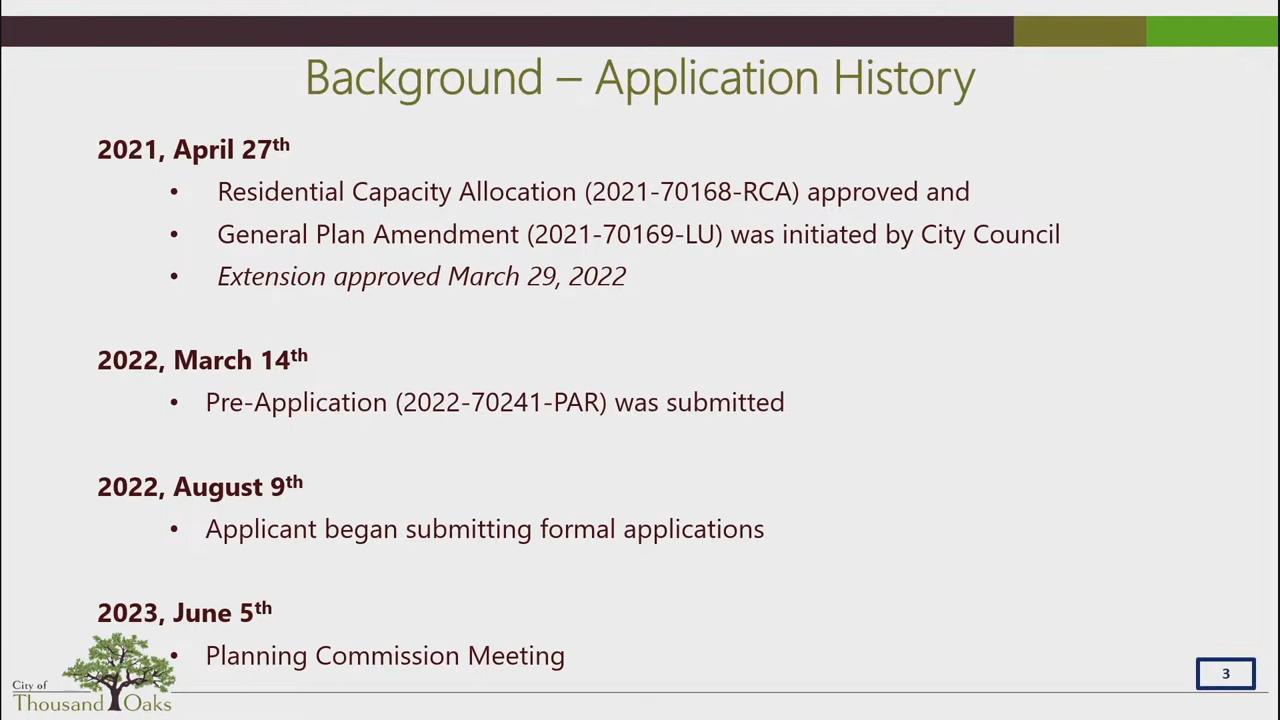 Background – Application History
2021, April 27th
• Residential Capacity Allocation (2021-70168-RCA) approved and
• General Plan Amendment (2021-70169-LU) was initiated by City Council
• Extension approved March 29, 2022
2022, March 14th
• Pre-Application (2022-70241-PAR) was submitted
2022, August 9th
• Applicant began submitting formal applications
2023, June 5th
• Planning Commission Meeting
City of
Thousand Oaks
3